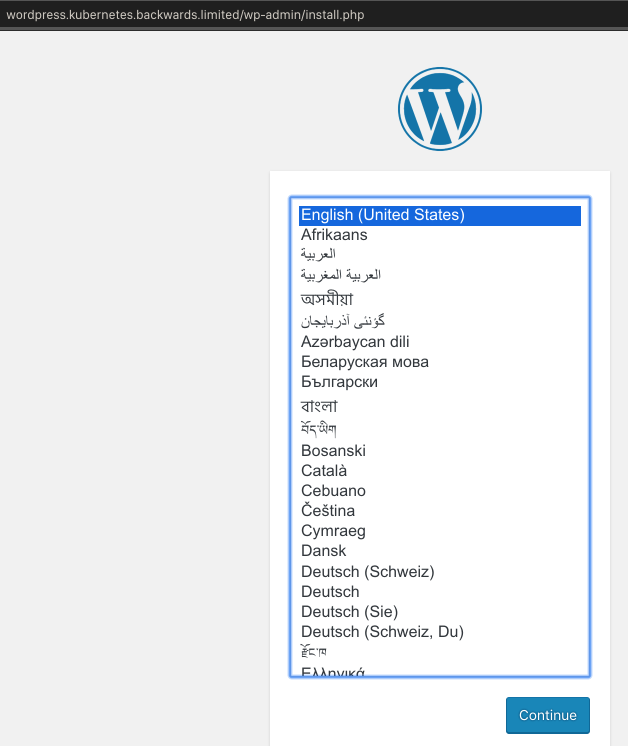 wordpress.kubernetes.backwards.limited/wp-admin/install.php
English (United States)
Afrikaans
العربية
العربية المغربية
অসমীয়া
گؤنئی آذربایجان
Azərbaycan dili
Беларуская мова
Български
বাংলা
བོད་ཡིག
Bosanski
Català
Cebuano
Čeština
Cymraeg
Dansk
Deutsch (Schweiz)
Deutsch
Deutsch (Sie)
Deutsch (Schweiz, Du)
རྫོང་ཁ
Ελληνικά
Continue